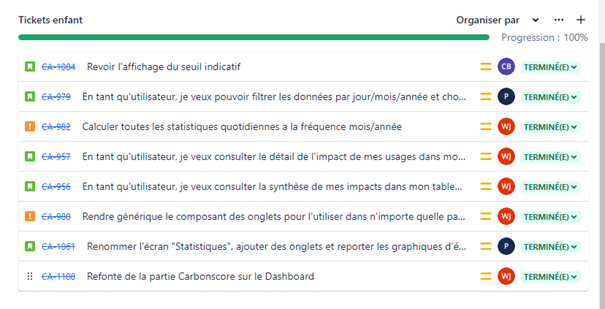 Tickets enfant
Organiser par
Progression : 100%
CA-1084 Revoir l'affichage du seuil indicatif CB TERMINÉ(E)
CA-979 En tant qu'utilisateur, je veux pouvoir filtrer les données par jour/mois/année et cho... P TERMINÉ(E)
CA-982 Calculer toutes les statistiques quotidiennes a la fréquence mois/année WJ TERMINÉ(E)
CA-957 En tant qu'utilisateur, je veux consulter le détail de l'impact de mes usages dans mo... WJ TERMINÉ(E)
CA-956 En tant qu'utilisateur, je veux consulter la synthèse de mes impacts dans mon table... WJ TERMINÉ(E)
CA-980 Rendre générique le composant des onglets pour l'utiliser dans n'importe quelle pa... WJ TERMINÉ(E)
CA-1061 Renommer l'écran "Statistiques", ajouter des onglets et reporter les graphiques d'é... P TERMINÉ(E)
CA-1108 Refonte de la partie Carbonscore sur le Dashboard WJ TERMINÉ(E)